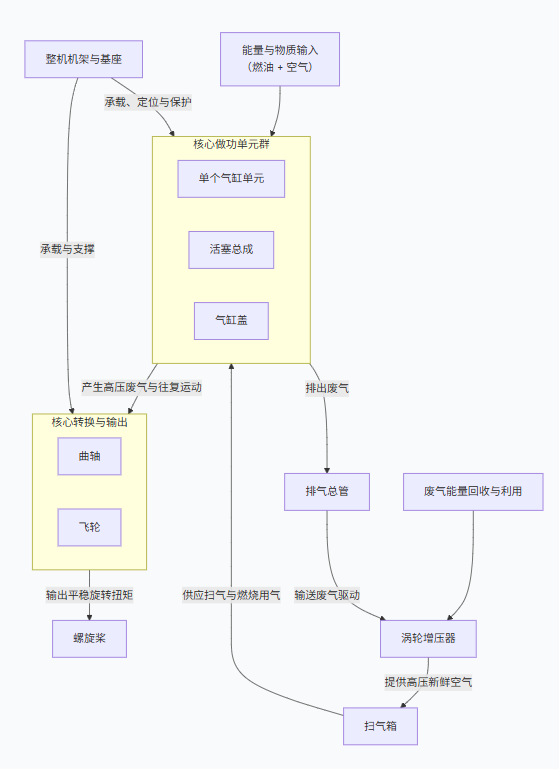 整机机架与基座
能量与物质输入
（燃油 + 空气）
承载、定位与保护
核心做功单元群
单个气缸单元
活塞总成
承载与支撑
气缸盖
产生高压废气与往复运动
排出废气
核心转换与输出
曲轴
飞轮
排气总管
废气能量回收与利用
输出平稳旋转扭矩
供应扫气与燃烧用气
输送废气驱动
螺旋桨
涡轮增压器
提供高压新鲜空气
扫气箱